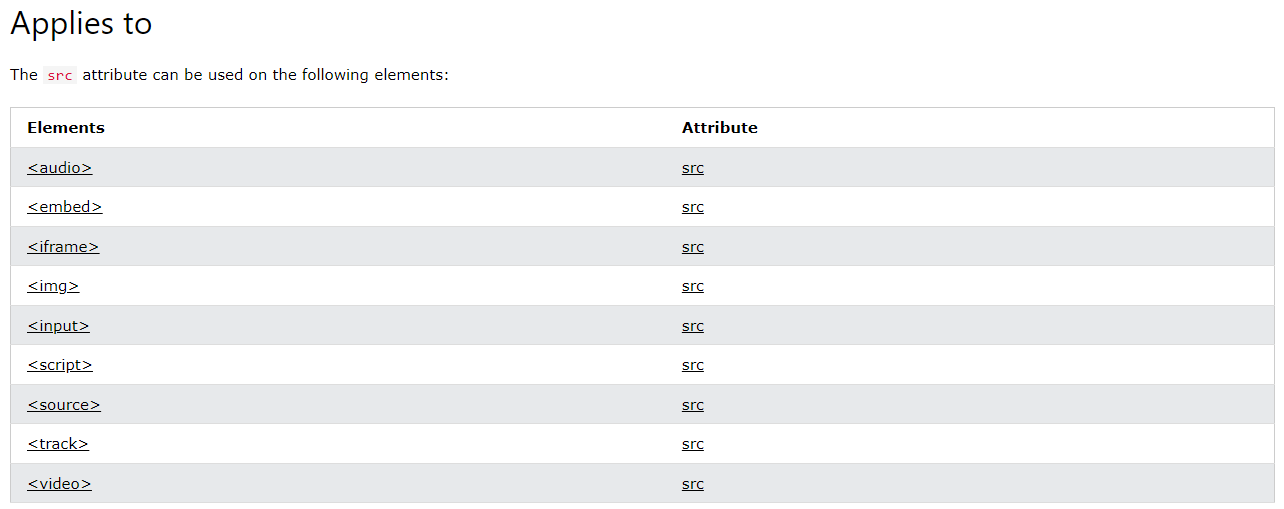 Applies to
The src attribute can be used on the following elements:
Elements Attribute
<audio> src
<embed> src
<iframe> src
<img> src
<input> src
<script> src
<source> src
<track> src
<video> src